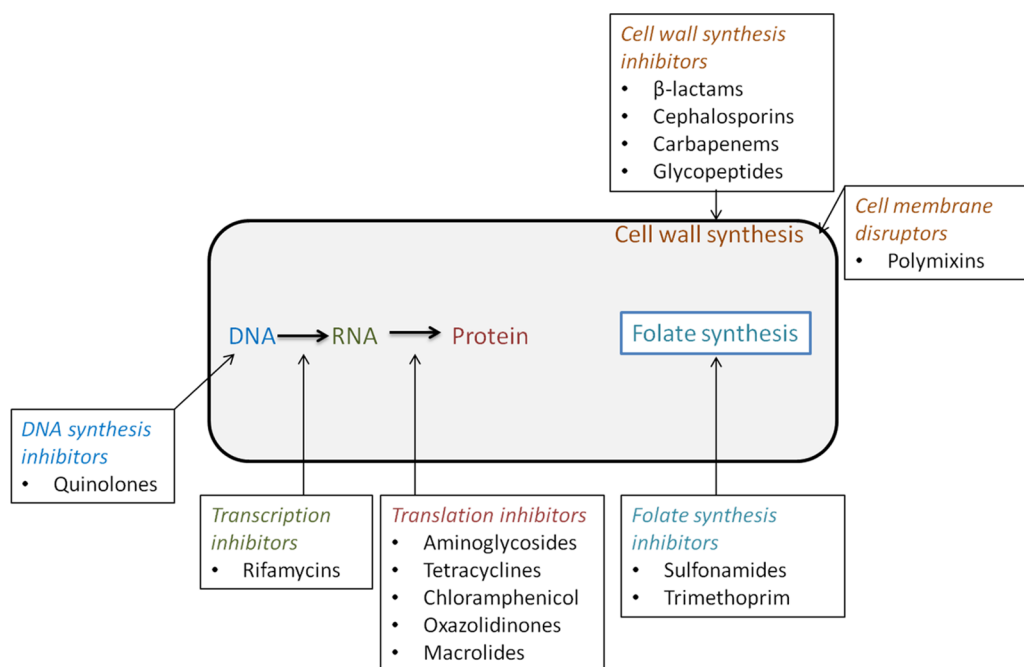 Cell wall synthesis
inhibitors
• β-lactams
• Cephalosporins
• Carbapenems
• Glycopeptides
Cell membrane
disruptors
• Polymixins
Cell wall synthesis
DNA
RNA
Protein
Folate synthesis
DNA synthesis
inhibitors
• Quinolones
Transcription
inhibitors
• Rifamycins
Translation inhibitors
• Aminoglycosides
• Tetracyclines
• Chloramphenicol
• Oxazolidinones
• Macrolides
Folate synthesis
inhibitors
• Sulfonamides
• Trimethoprim